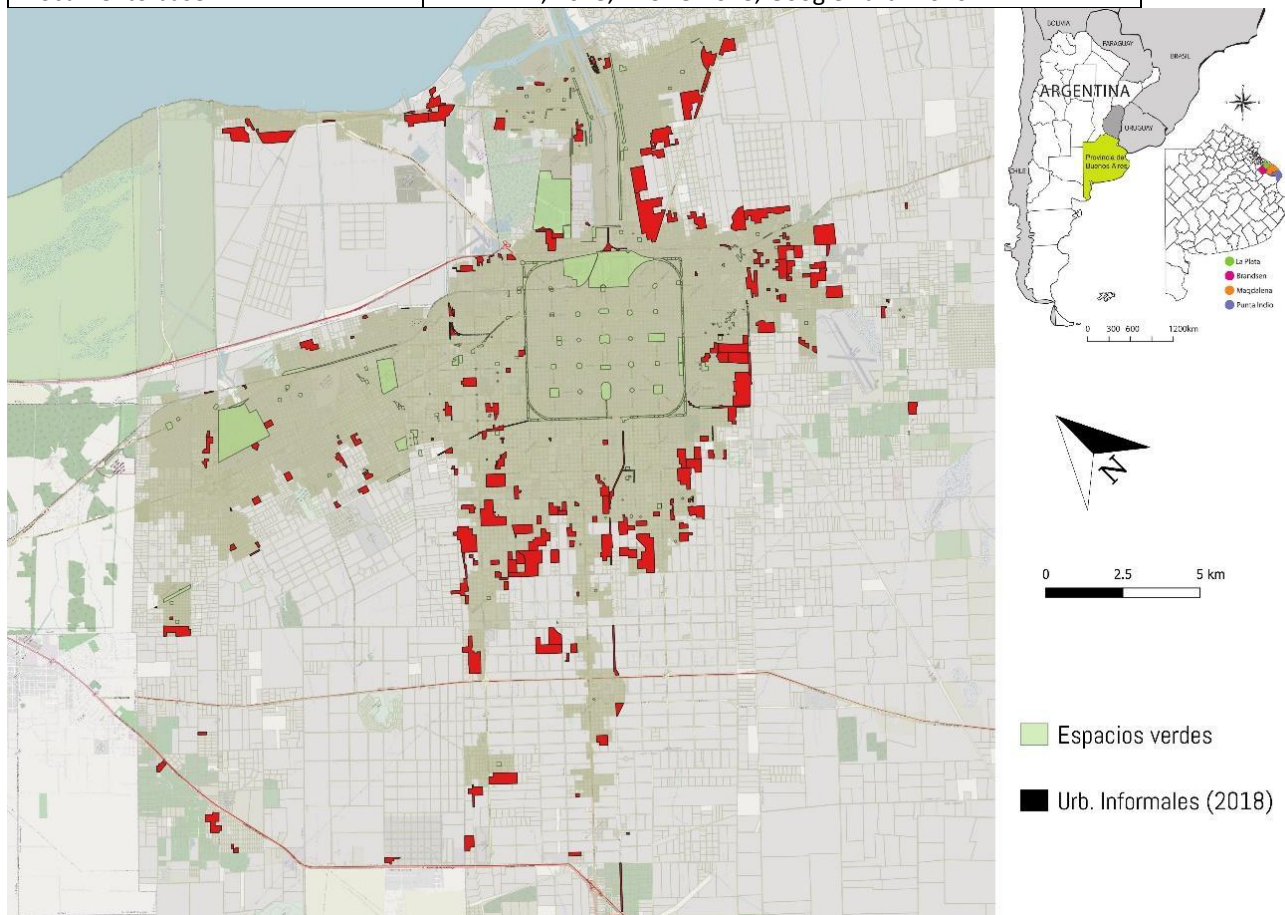 BOLIVIA
PARAGUAY
BRASIL
ARGENTINA
URUGUAY
CHILE
Provincia de
Buenos Aires
La Plata
Brandsen
Magdalena
Punta Indio
0 300 600 1200km
N
0 2.5 5 km
Espacios verdes
Urb. Informales (2018)